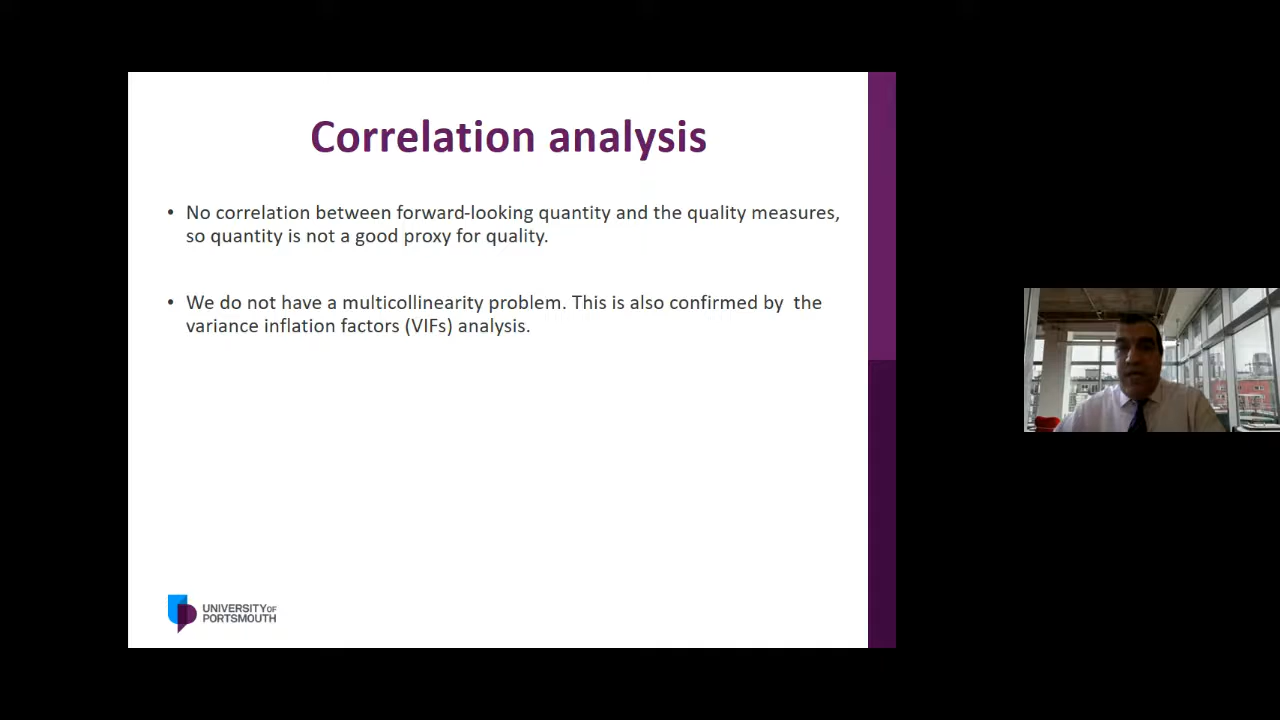 Correlation analysis
• No correlation between forward-looking quantity and the quality measures,
so quantity is not a good proxy for quality.
• We do not have a multicollinearity problem. This is also confirmed by  the
variance inflation factors (VIFs) analysis.
UNIVERSITY OF
PORTSMOUTH